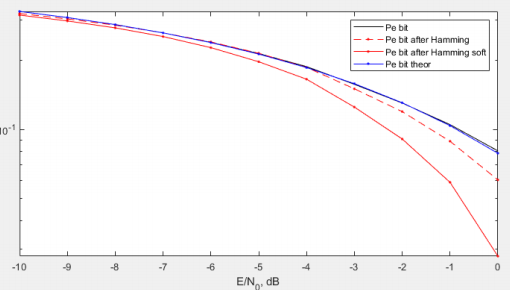 Pe bit
Pe bit after Hamming
Pe bit after Hamming soft
Pe bit theor
10-1
-10 -9 -8 -7 -6 -5 -4 -3 -2 -1 0
E/N0, dB